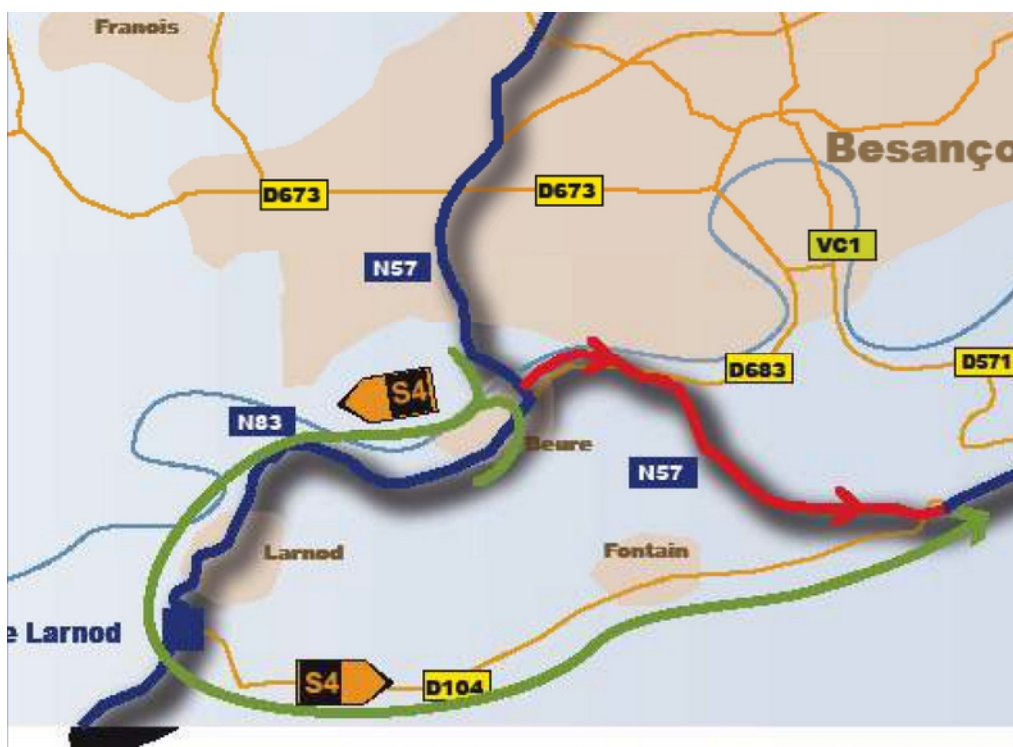 Franois
Besanço
D673
D673
VC1
N57
D571
D683
S4
N83
Beure
N57
Larnod
Fontain
e Larnod
S4
D104